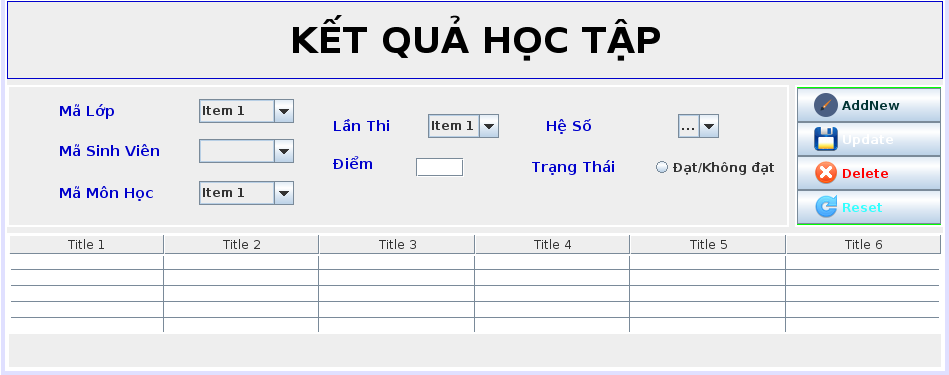 KẾT QUẢ HỌC TẬP
Mã Lớp
Item 1
Lần Thi
Item 1
Hệ Số
...
Mã Sinh Viên
Điểm
Trạng Thái
Đạt/Không đạt
Mã Môn Học
Item 1
AddNew
Update
Delete
Reset
Title 1 Title 2 Title 3 Title 4 Title 5 Title 6